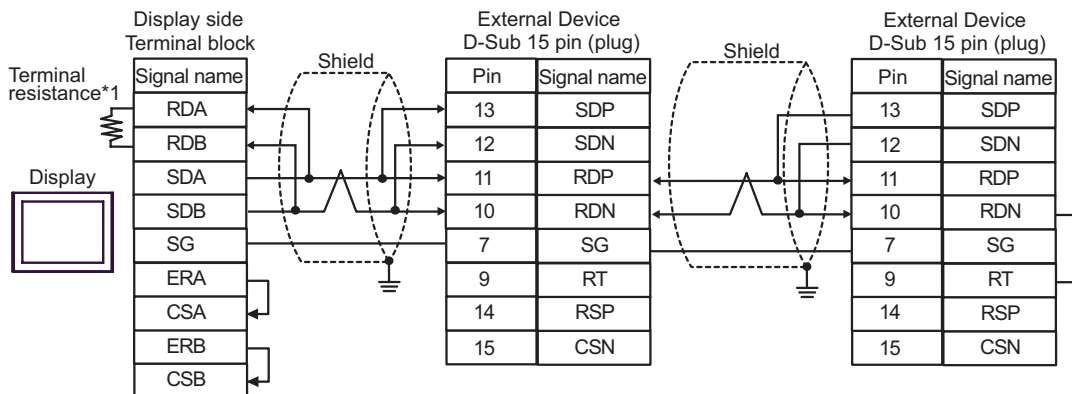 Display side
Terminal block
External Device
D-Sub 15 pin (plug)
External Device
D-Sub 15 pin (plug)
Shield
Shield
Terminal
resistance*1
Display
Signal name
RDA
RDB
SDA
SDB
SG
ERA
CSA
ERB
CSB
Pin Signal name
13 SDP
12 SDN
11 RDP
10 RDN
7 SG
9 RT
14 RSP
15 CSN
Pin Signal name
13 SDP
12 SDN
11 RDP
10 RDN
7 SG
9 RT
14 RSP
15 CSN